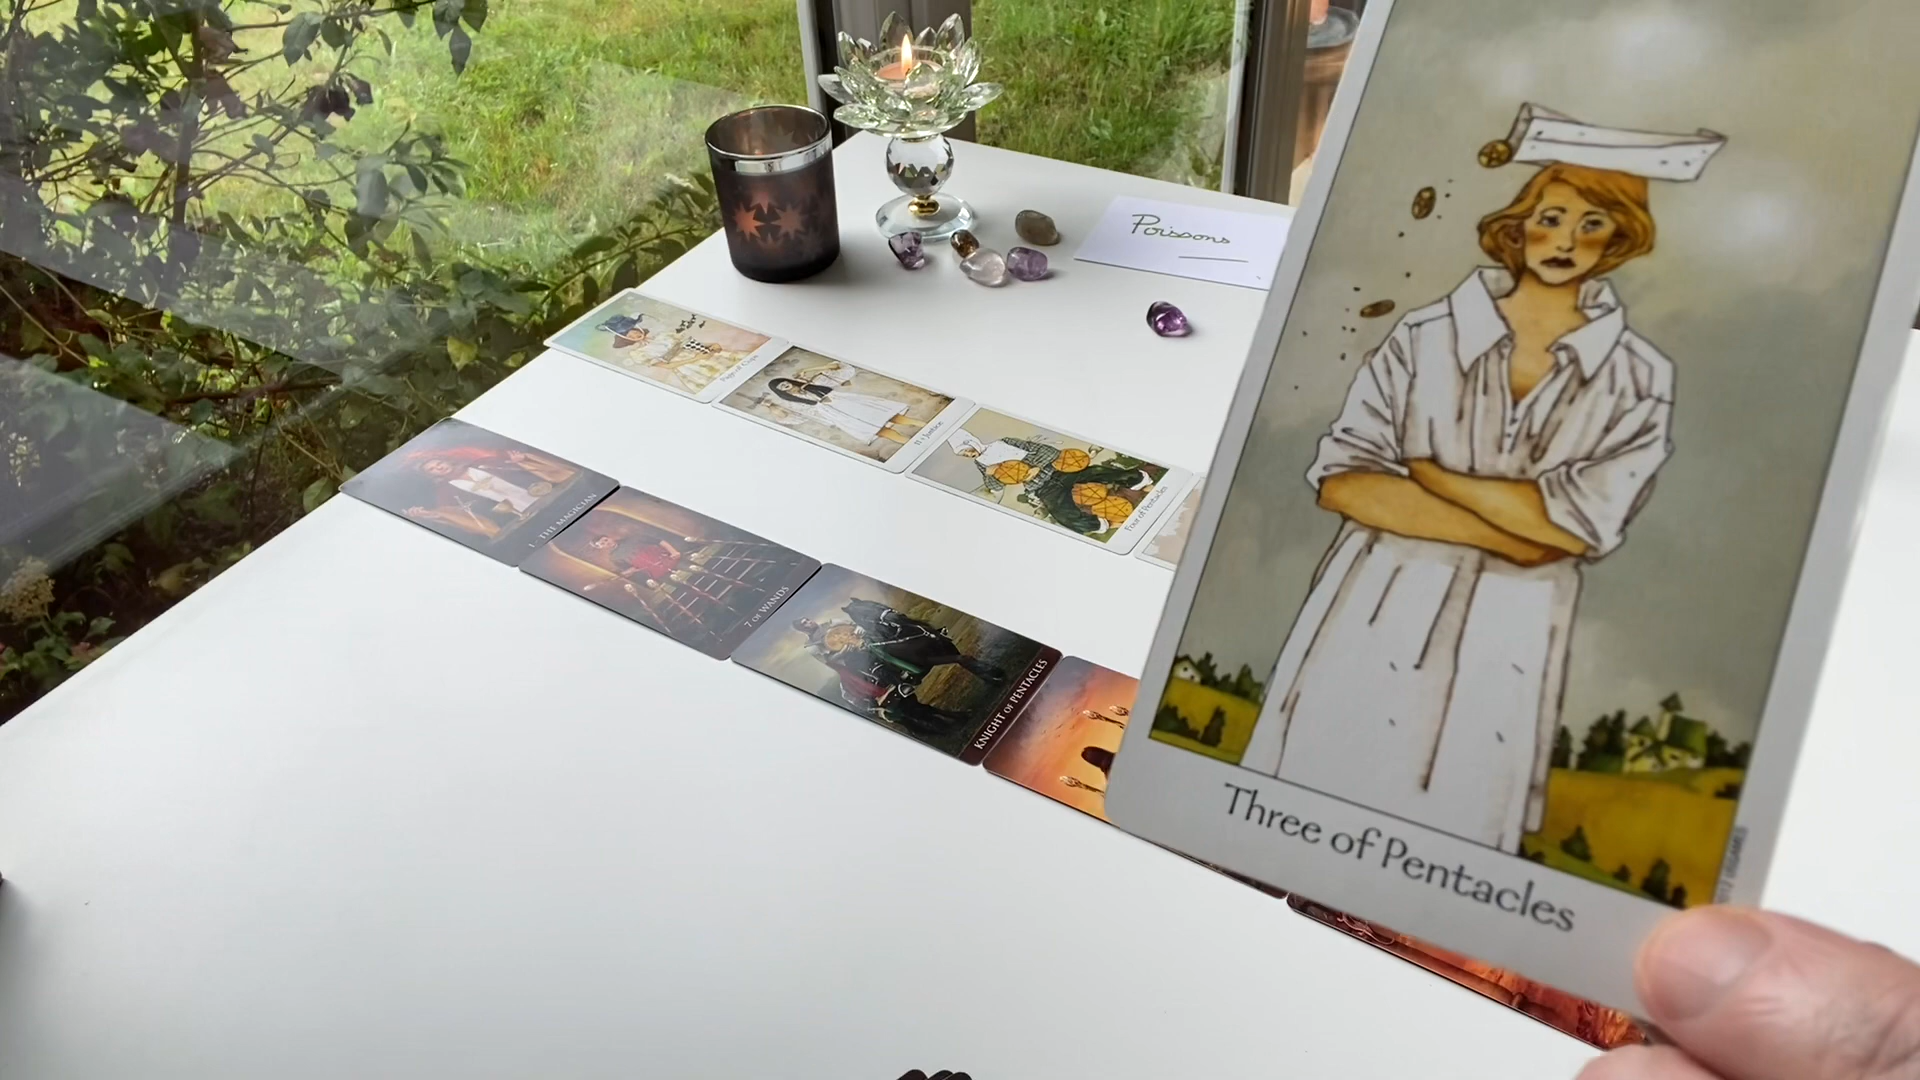 Poissons
Page of Cups
11 • Justice
Four of Pentacles
I - THE MAGICIAN
7 OF WANDS
KNIGHT OF PENTACLES
Three of Pentacles